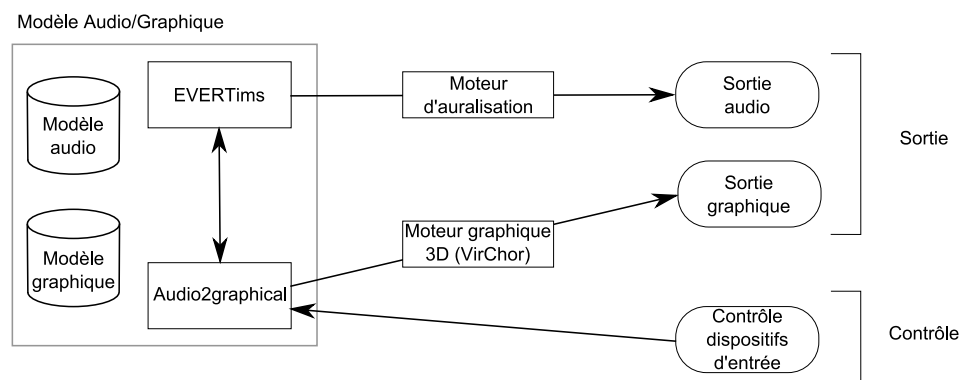 Modèle Audio/Graphique
EVERTims
Modèle
audio
Modèle
graphique
Audio2graphical
Moteur
d'auralisation
Moteur graphique
3D (VirChor)
Sortie
audio
Sortie
graphique
Contrôle
dispositifs
d'entrée
Sortie
Contrôle